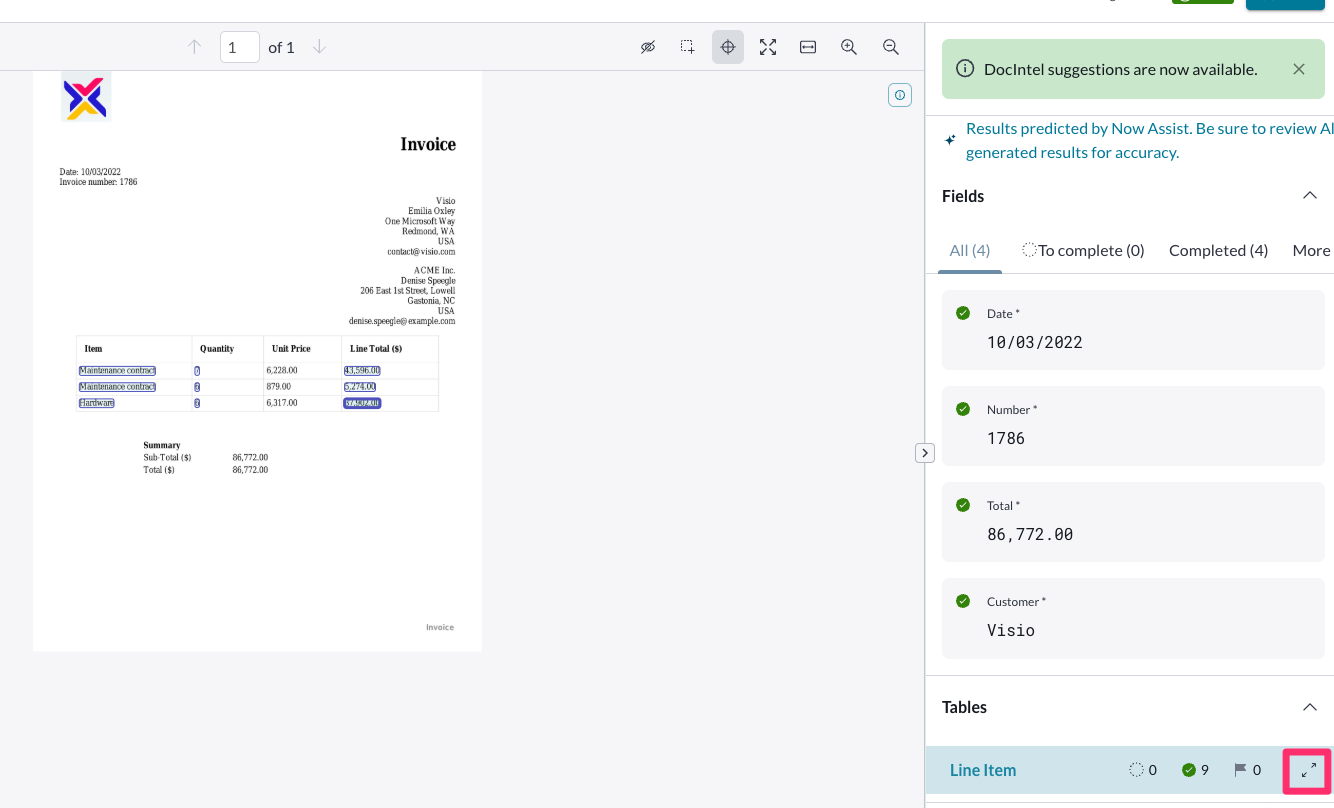 1 of 1
Invoice
Date: 10/03/2022
Invoice number: 1786
Visio
Emilia Oxley
One Microsoft Way
Redmond, WA
USA
contact@visio.com
ACME Inc.
Denise Speegle
206 East 1st Street, Lowell
Gastonia, NC
USA
denise.speegle@example.com
Item Quantity Unit Price Line Total ($)
Maintenance contract 7 6,228.00 43,596.00
Maintenance contract 6 879.00 5,274.00
Hardware 6 6,317.00 37,902.00
Summary
Sub-Total ($) 86,772.00
Total ($) 86,772.00
Invoice
DocIntel suggestions are now available.
Results predicted by Now Assist. Be sure to review AI
generated results for accuracy.
Fields
All (4) To complete (0) Completed (4) More
Date *
10/03/2022
Number *
1786
Total *
86,772.00
Customer *
Visio
Tables
Line Item 0 9 0